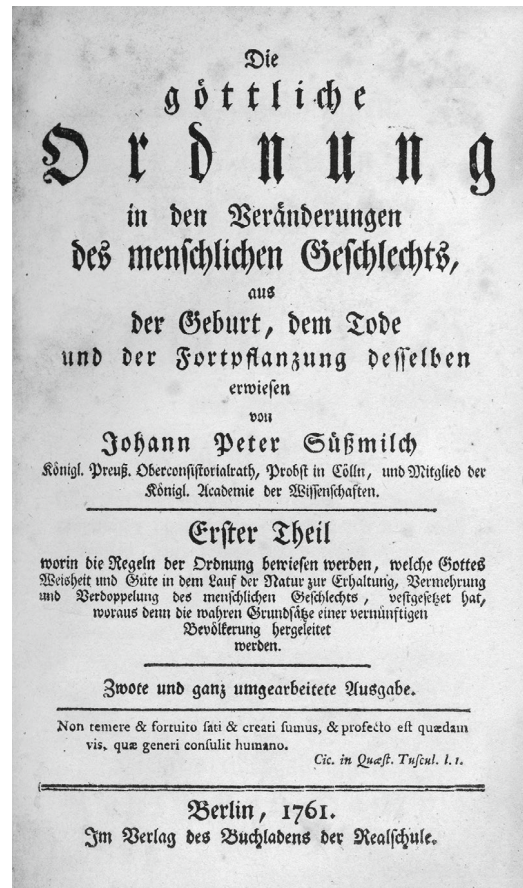 Die
göttliche
Ordnung
in den Veränderungen
des menschlichen Geschlechts,
aus
der Geburt, dem Tode
und der Fortpflanzung desselben
erwiesen
von
Johann Peter Süßmilch
Königl. Preuß. Oberconsistorialrath, Probst in Cölln, und Mitglied der
Königl. Academie der Wissenschaften.
Erster Theil
worin die Regeln der Ordnung bewiesen werden, welche Gottes
Weisheit und Güte in dem Lauf der Natur zur Erhaltung, Vermehrung
und Verdoppelung des menschlichen Geschlechts, vestgesetzet hat,
woraus denn die wahren Grundsätze einer vernünftigen
Bevölkerung hergeleitet
werden.
Zwote und ganz umgearbeitete Ausgabe.
Non temere & fortuito sati & creati sumus, & profecto est quædam
vis, quæ generi consulit humano.
Cic. in Quæst. Tuscul. l. 1.
Berlin, 1761.
Im Verlag des Buchladens der Realschule.